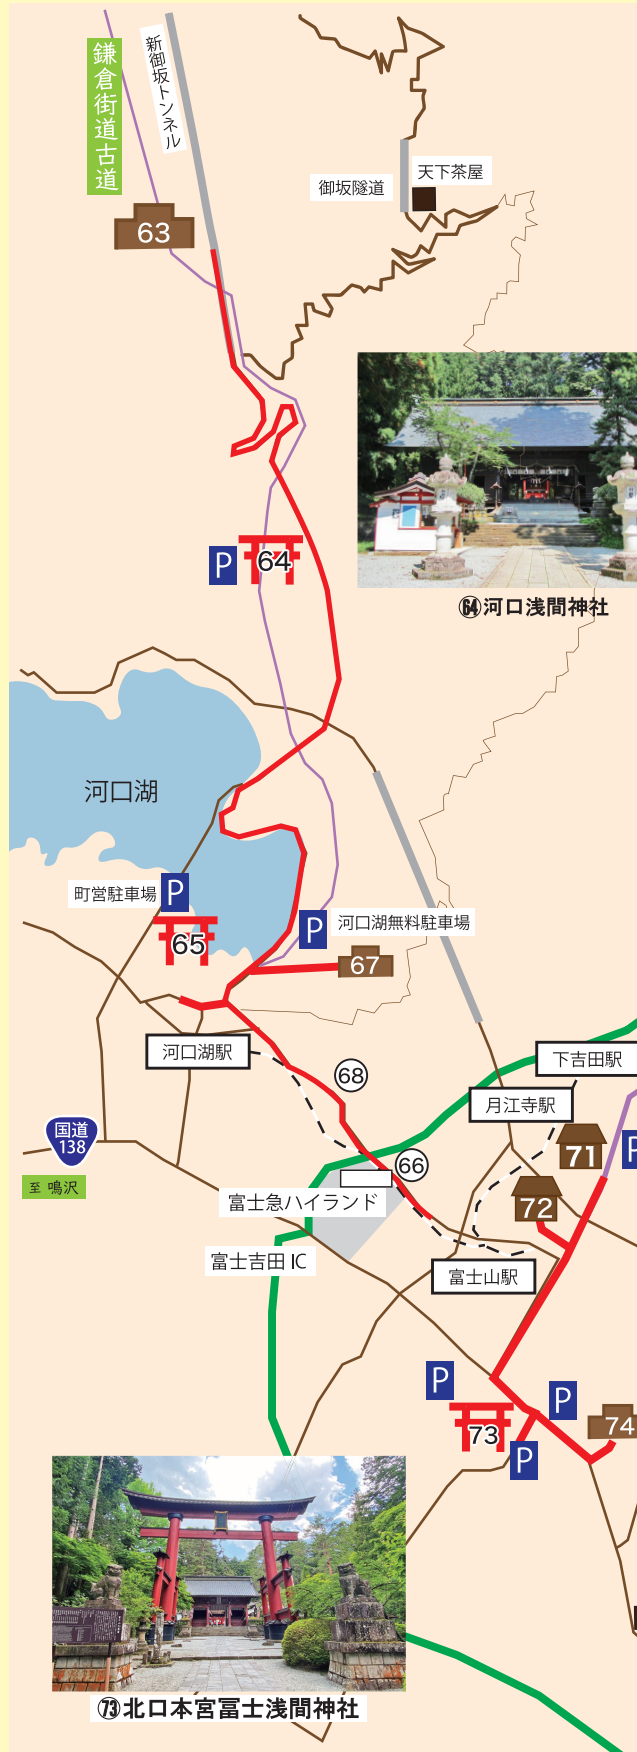 鎌倉街道古道
新御坂トンネル
御坂隧道
天下茶屋
63
P
64
㉔河口浅間神社
河口湖
町営駐車場
P
65
P
河口湖無料駐車場
67
河口湖駅
68
下吉田駅
月江寺駅
国道
138
至 鳴沢
66
71
P
72
富士急ハイランド
富士吉田 IC
富士山駅
P
73
P
P
74
73北口本宮冨士浅間神社